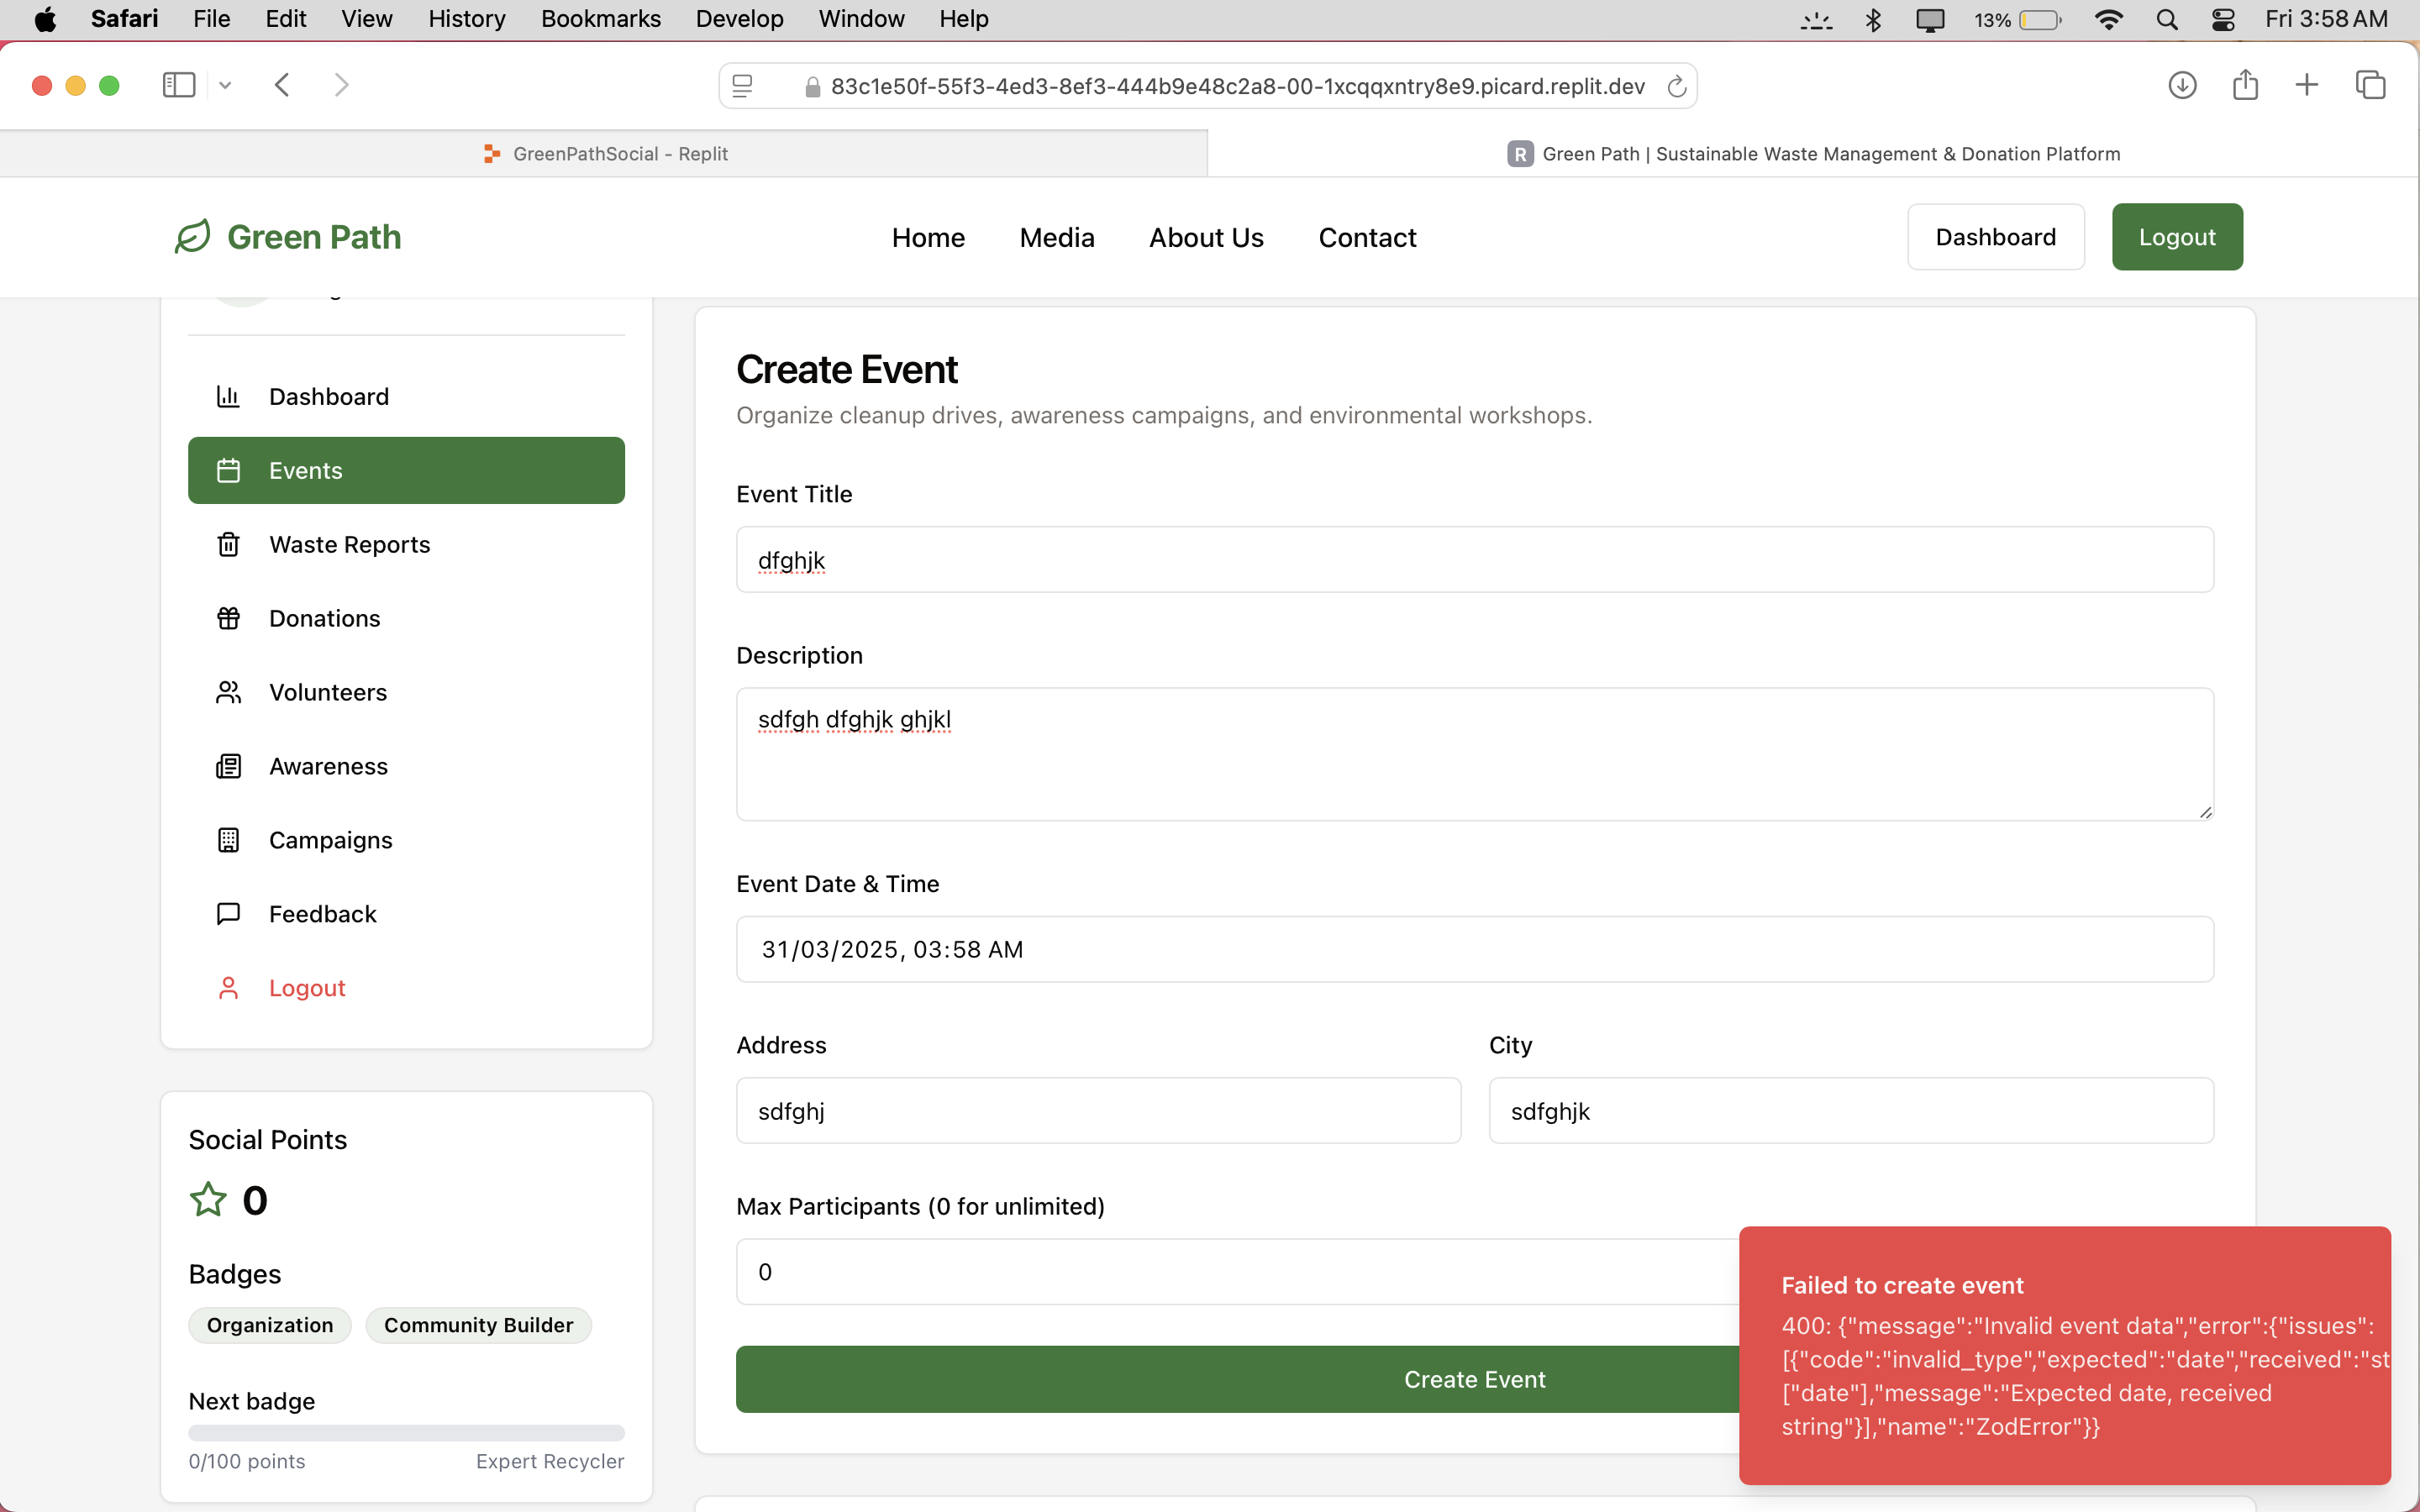 Safari File Edit View History Bookmarks Develop Window Help 13% Fri 3:58 AM
83c1e50f-55f3-4ed3-8ef3-444b9e48c2a8-00-1xcqqxntry8e9.picard.replit.dev
GreenPathSocial - Replit
R Green Path | Sustainable Waste Management & Donation Platform
Green Path Home Media About Us Contact Dashboard Logout
Dashboard
Events
Waste Reports
Donations
Volunteers
Awareness
Campaigns
Feedback
Logout
Social Points
0
Badges
Organization Community Builder
Next badge
0/100 points Expert Recycler
Create Event
Organize cleanup drives, awareness campaigns, and environmental workshops.
Event Title
dfghjk
Description
sdfgh dfghjk ghjkl
Event Date & Time
31/03/2025, 03:58 AM
Address City
sdfghj sdfghjk
Max Participants (0 for unlimited)
0
Create Event
Failed to create event
400: {"message":"Invalid event data","error":{"issues":
[{"code":"invalid_type","expected":"date","received":"st
["date"],"message":"Expected date, received
string"}],"name":"ZodError"}}